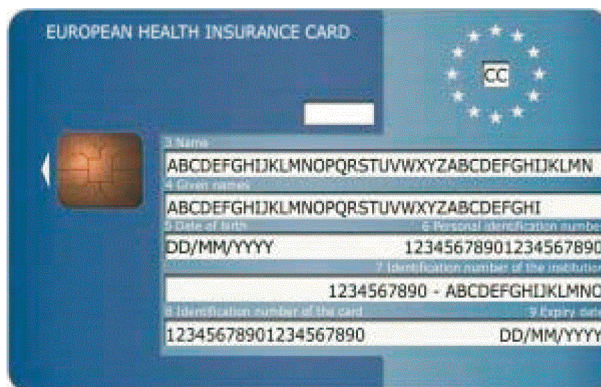 EUROPEAN HEALTH INSURANCE CARD
CC
3 Name
ABCDEFGHIJKLMNOPQRSTUVWXYZABCDEFGHIJKLMN
4 Given names
ABCDEFGHIJKLMNOPQRSTUVWXYZABCDEFGHI
5 Date of birth 6 Personal identification number
DD/MM/YYYY 12345678901234567890
7 Identification number of the institution
1234567890 - ABCDEFGHIJKLMNO
8 Identification number of the card 9 Expiry date
12345678901234567890 DD/MM/YYYY